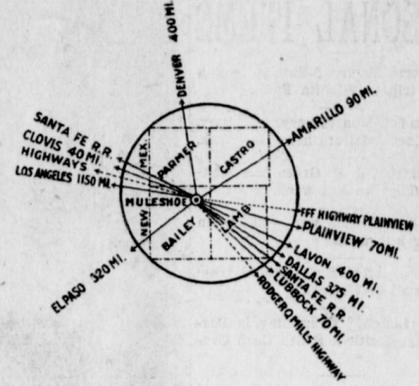 ONAL
DENVER 400 MI.
AMARILLO 90 MI.
SANTA FE R.R.
CLOVIS 40 MI.
HIGHWAYS
LOS ANGELES 1150 MI.
NEW MEX.
PARMER
CASTRO
MULESHOE
BAILEY
LAMB
FFF HIGHWAY PLAINVIEW
PLAINVIEW 70 MI.
LAVON 400 MI.
DALLAS 375 MI.
SANTA FE R.R.
LUBBOCK 70 MI.
RODGER Q MILLS HIGHWAY
EL PASO 320 MI.